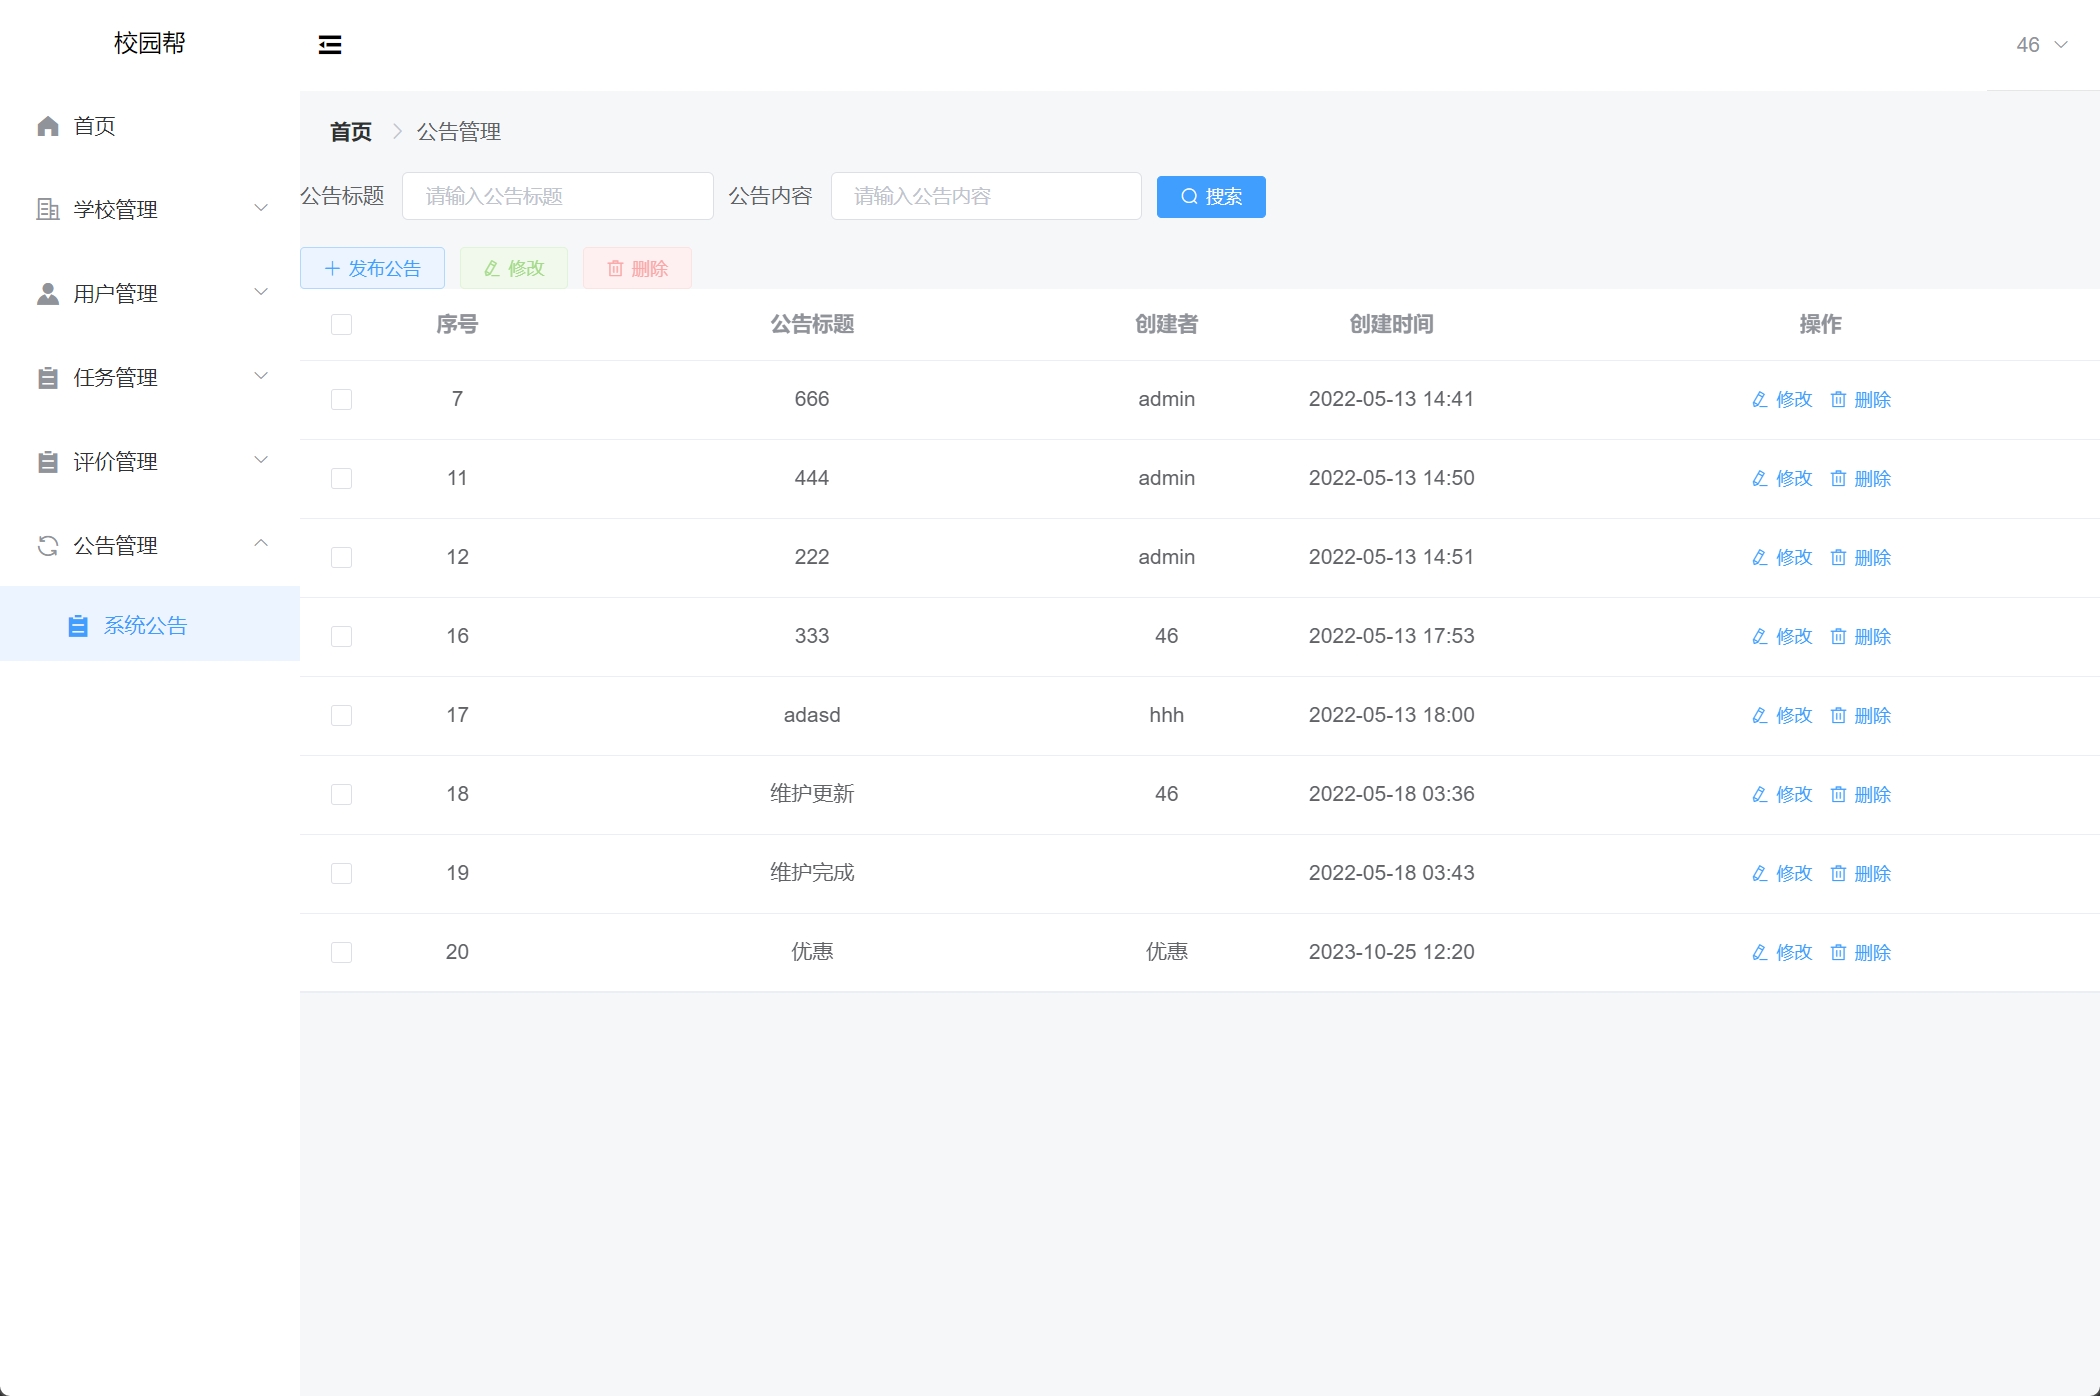 校园帮
46
首页
学校管理
用户管理
任务管理
评价管理
公告管理
系统公告
首页 公告管理
公告标题 请输入公告标题 公告内容 请输入公告内容 搜索
发布公告 修改 删除
序号 公告标题 创建者 创建时间 操作
7 666 admin 2022-05-13 14:41 修改 删除
11 444 admin 2022-05-13 14:50 修改 删除
12 222 admin 2022-05-13 14:51 修改 删除
16 333 46 2022-05-13 17:53 修改 删除
17 adasd hhh 2022-05-13 18:00 修改 删除
18 维护更新 46 2022-05-18 03:36 修改 删除
19 维护完成 2022-05-18 03:43 修改 删除
20 优惠 优惠 2023-10-25 12:20 修改 删除